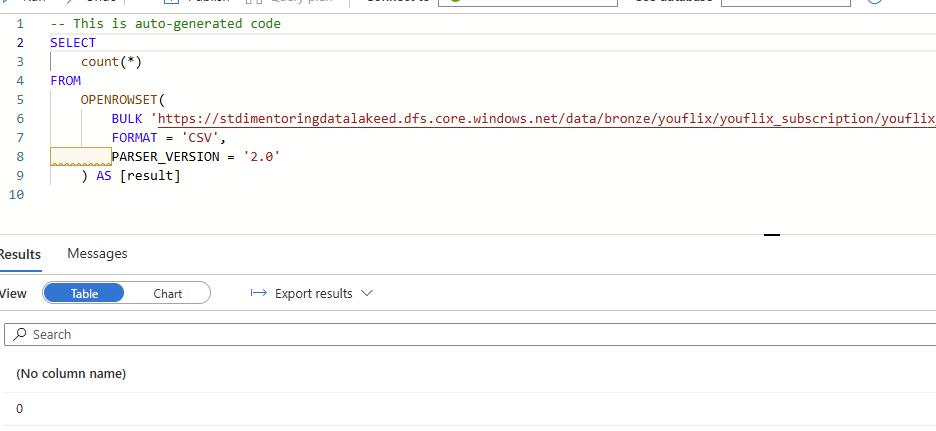 1 -- This is auto-generated code
2 SELECT
3 count(*)
4 FROM
5 OPENROWSET(
6 BULK 'https://stdimentoringdatalakeed.dfs.core.windows.net/data/bronze/youflix/youflix_subscription/youflix_
7 FORMAT = 'CSV',
8 PARSER_VERSION = '2.0'
9 ) AS [result]
10
Results Messages
View Table Chart Export results
Search
(No column name)
0